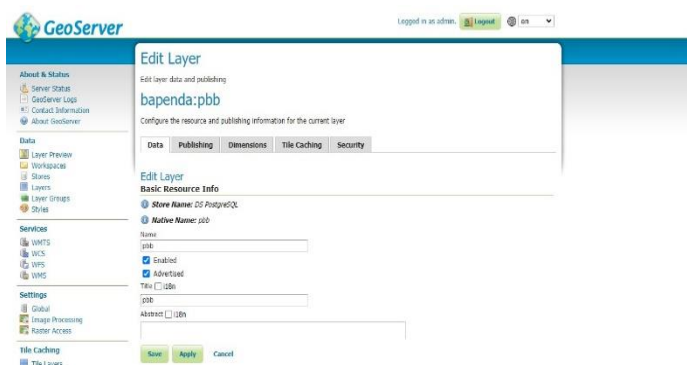 GeoServer
Logged in as admin.
Logout
en
About & Status
Server Status
GeoServer Logs
Contact Information
About GeoServer
Data
Layer Preview
Workspaces
Stores
Layers
Layer Groups
Styles
Services
WMTS
WCS
WFS
WMS
Settings
Global
Image Processing
Raster Access
Tile Caching
Tile Layers
Edit Layer
Edit layer data and publishing
bapenda:pbb
Configure the resource and publishing information for the current layer
Data Publishing Dimensions Tile Caching Security
Edit Layer
Basic Resource Info
Store Name: DS PostgreSQL
Native Name: pbb
Name
pbb
Enabled
Advertised
Title i18n
pbb
Abstract i18n
Save Apply Cancel